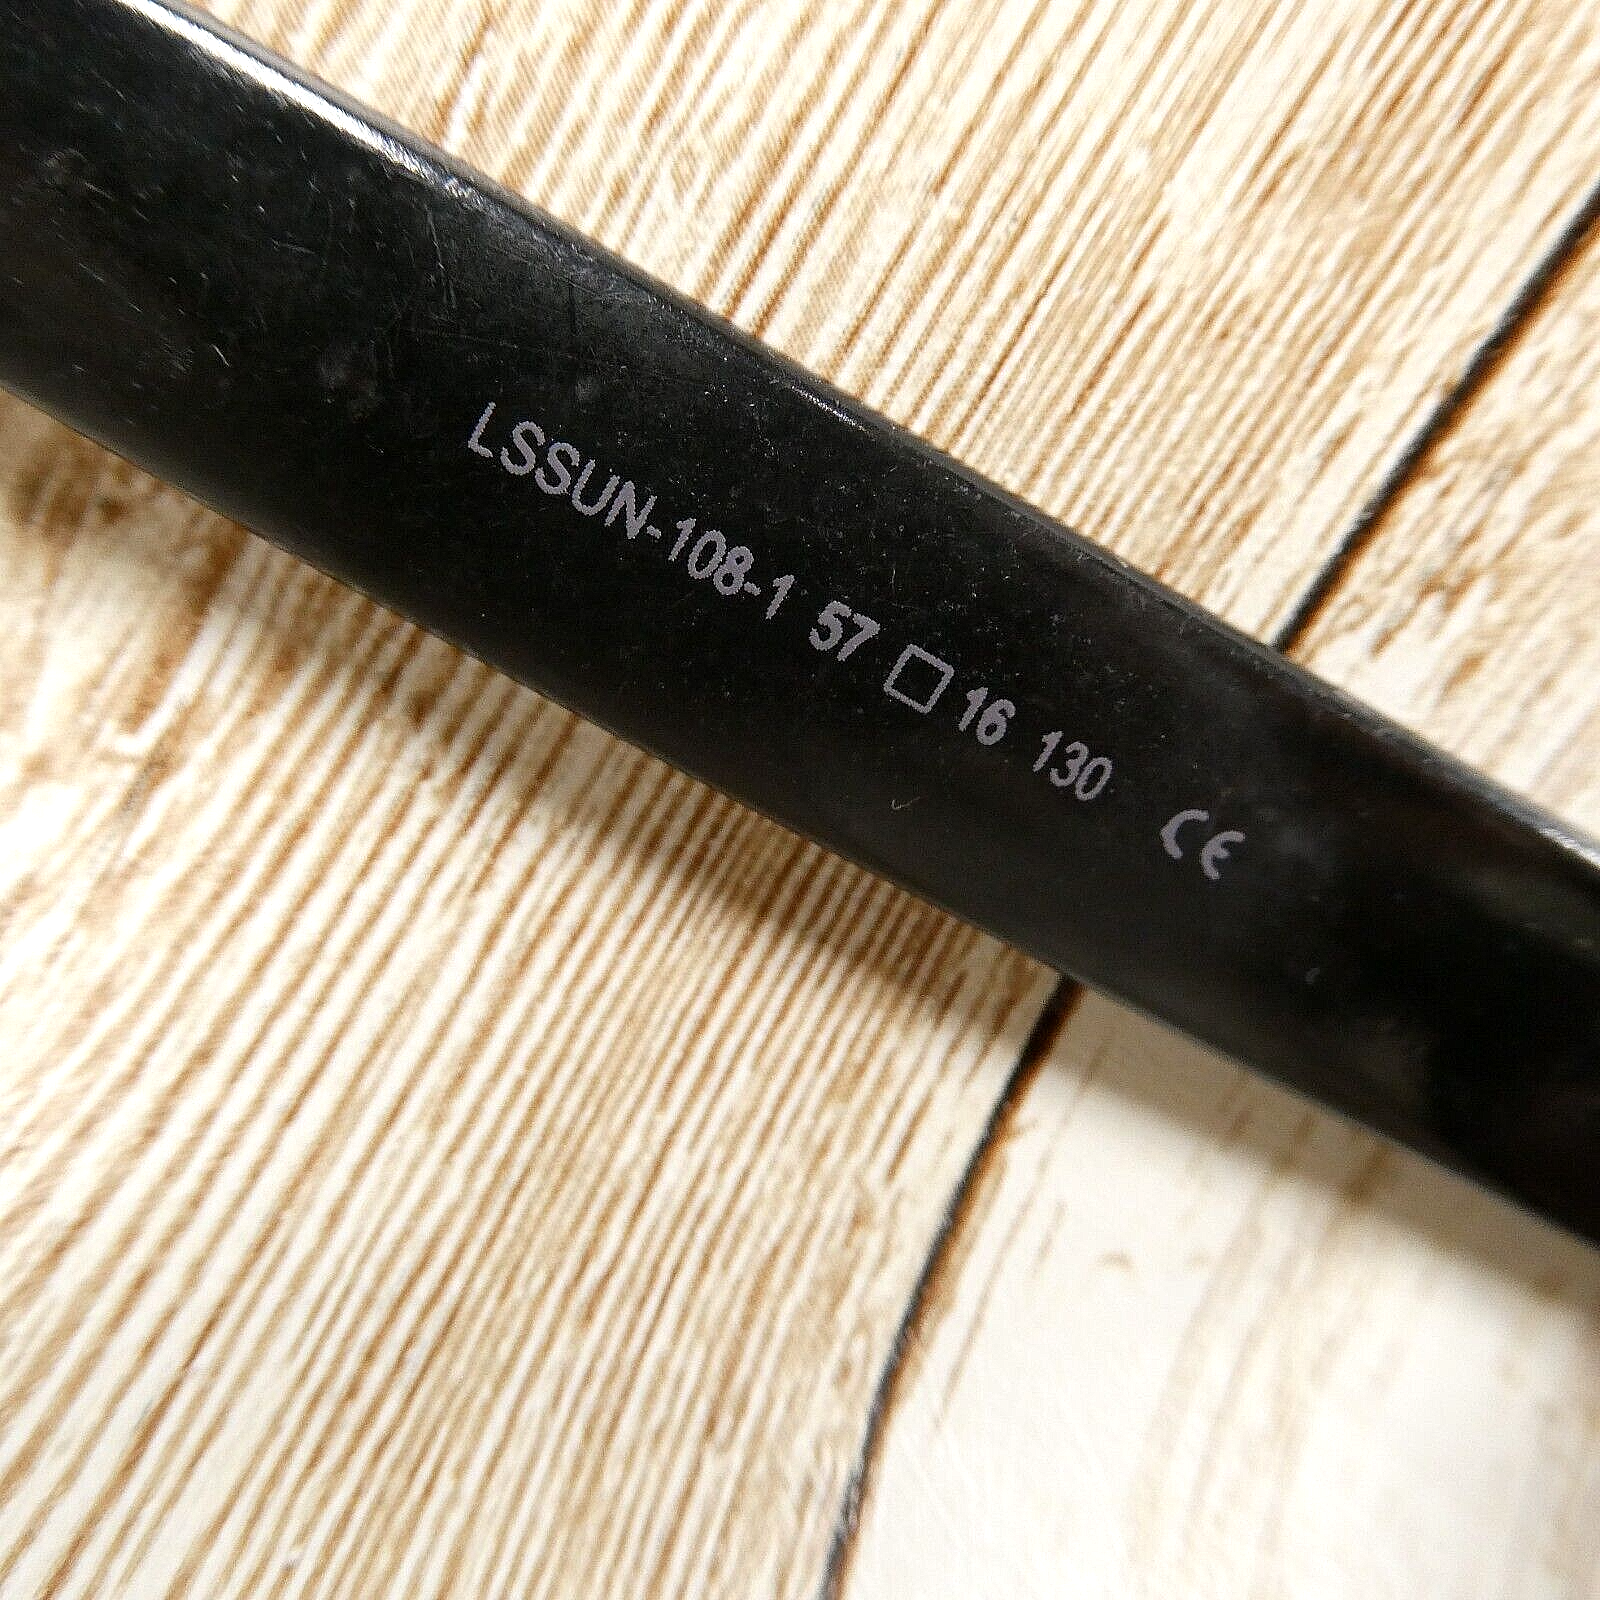 LSSUN-108-1 57 □ 16 130 CE